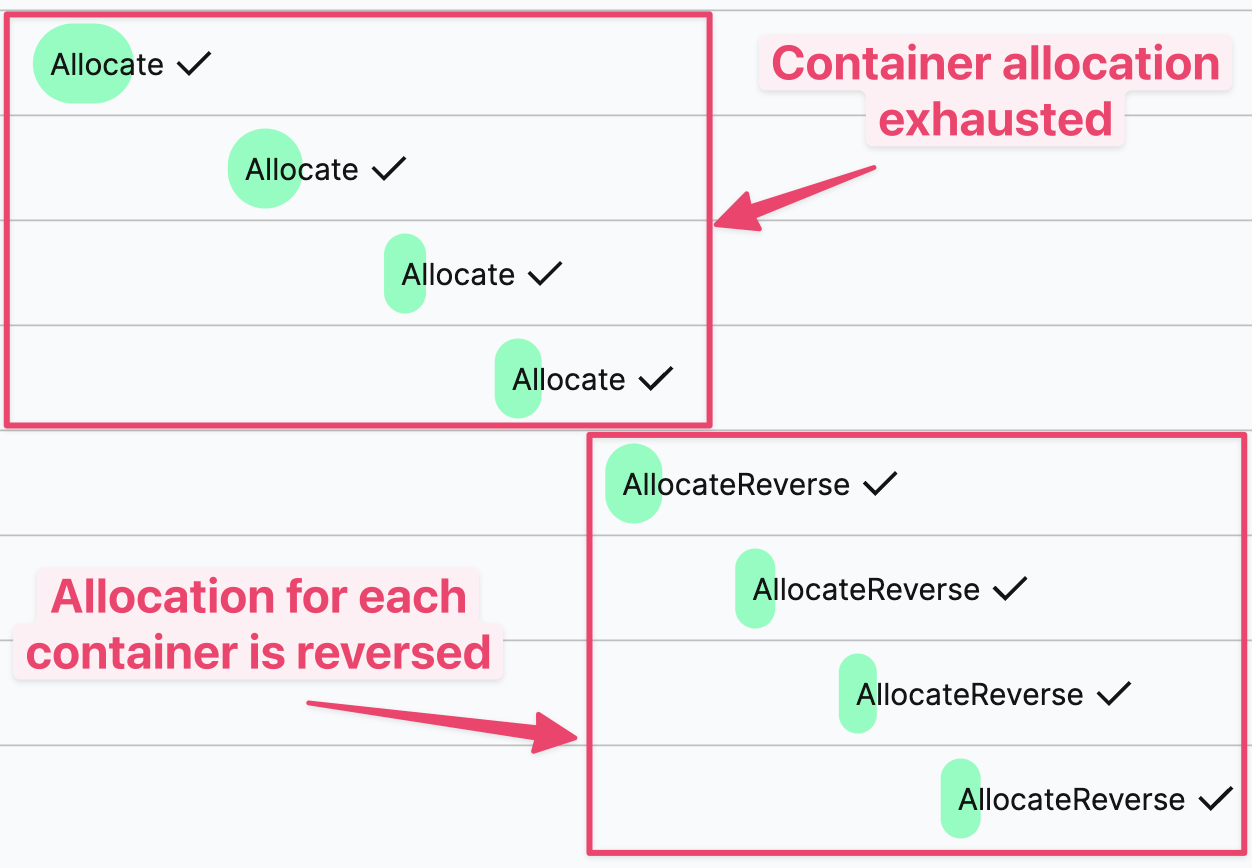 Allocate ✓
Container allocation
exhausted
Allocate ✓
Allocate ✓
Allocate ✓
AllocateReverse ✓
AllocateReverse ✓
Allocation for each
container is reversed
AllocateReverse ✓
AllocateReverse ✓